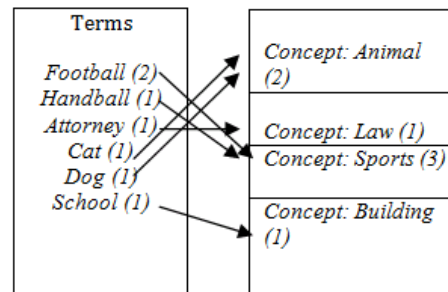 Terms
Football (2)
Handball (1)
Attorney (1)
Cat (1)
Dog (1)
School (1)
Concept: Animal
(2)
Concept: Law (1)
Concept: Sports (3)
Concept: Building
(1)